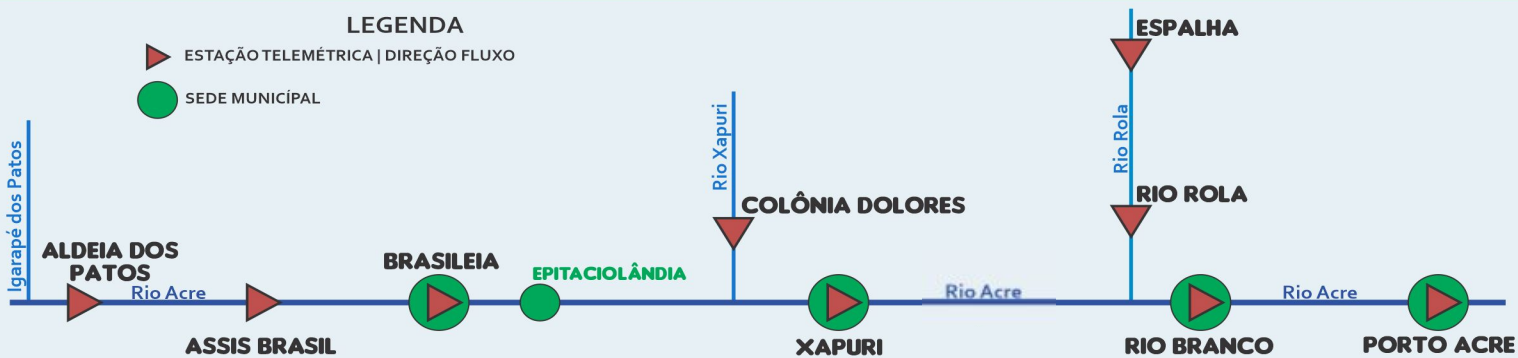 LEGENDA
ESTAÇÃO TELEMÉTRICA | DIREÇÃO FLUXO
SEDE MUNICÍPAL
Igarapé dos Patos
ALDEIA DOS
PATOS
Rio Acre
ASSIS BRASIL
BRASILEIA
EPITACIOLÂNDIA
Rio Xapuri
COLÔNIA DOLORES
XAPURI
Rio Acre
ESPALHA
Rio Rola
RIO ROLA
RIO BRANCO
Rio Acre
PORTO ACRE